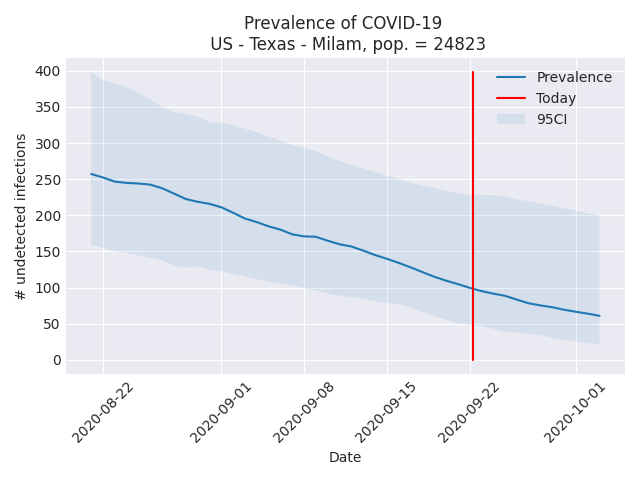 Prevalence of COVID-19
US - Texas - Milam, pop. = 24823
400
350
300
250
200
150
100
50
0
# undetected infections
Prevalence
Today
95CI
2020-08-22
2020-09-01
2020-09-08
2020-09-15
2020-09-22
2020-10-01
Date